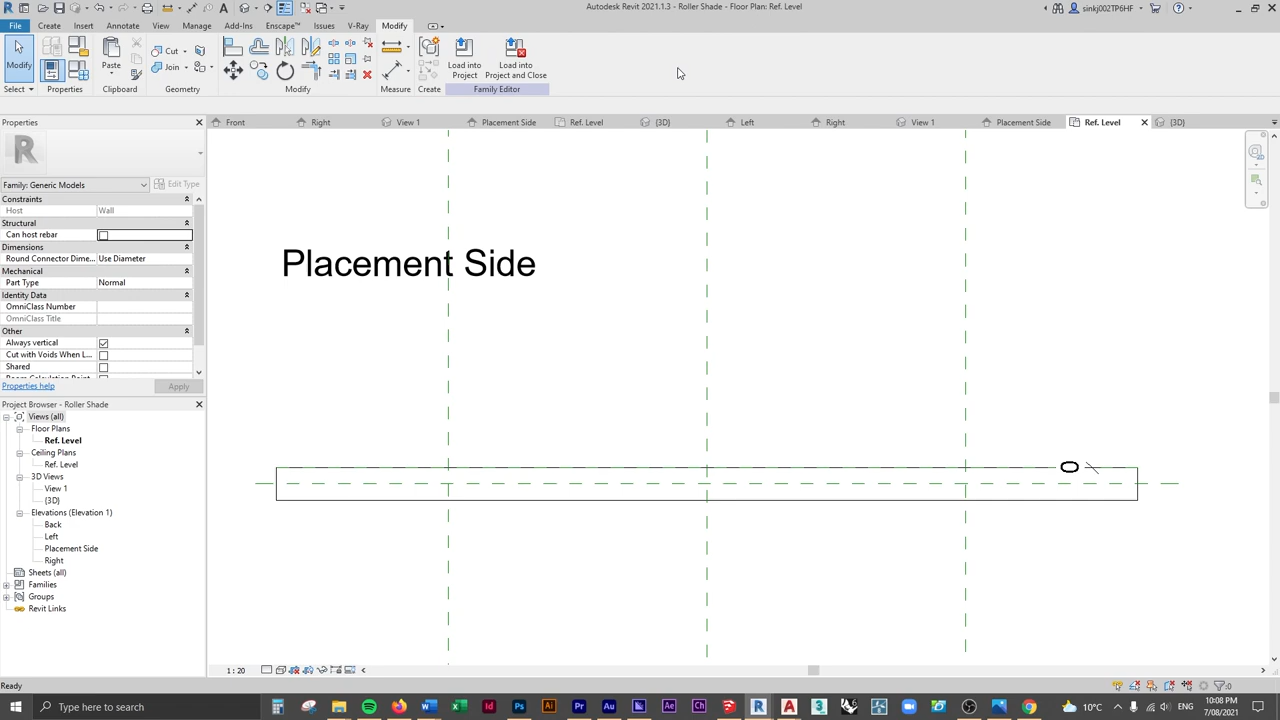 Autodesk Revit 2021.1.3 - Roller Shade - Floor Plan: Ref. Level
sinkj002TP6HF
File Create Insert Annotate View Manage Add-Ins Enscape™ Issues V-Ray Modify
Modify Paste Cut Join Load into Project Load into Project and Close
Select Properties Clipboard Geometry Modify Measure Create Family Editor
Properties
Front Right View 1 Placement Side Ref. Level {3D} Left Right View 1 Placement Side Ref. Level {3D}
Family: Generic Models Edit Type
Constraints
Host Wall
Structural
Can host rebar
Dimensions
Round Connector Dime... Use Diameter
Mechanical
Part Type Normal
Identity Data
OmniClass Number
OmniClass Title
Other
Always vertical
Cut with Voids When L...
Shared
Properties help Apply
Project Browser - Roller Shade
Views (all)
Floor Plans
Ref. Level
Ceiling Plans
Ref. Level
3D Views
View 1
{3D}
Elevations (Elevation 1)
Back
Left
Placement Side
Right
Sheets (all)
Families
Groups
Revit Links
Placement Side
0
1 : 20
Ready :0
Type here to search
10°C
10:08 PM
7/08/2021